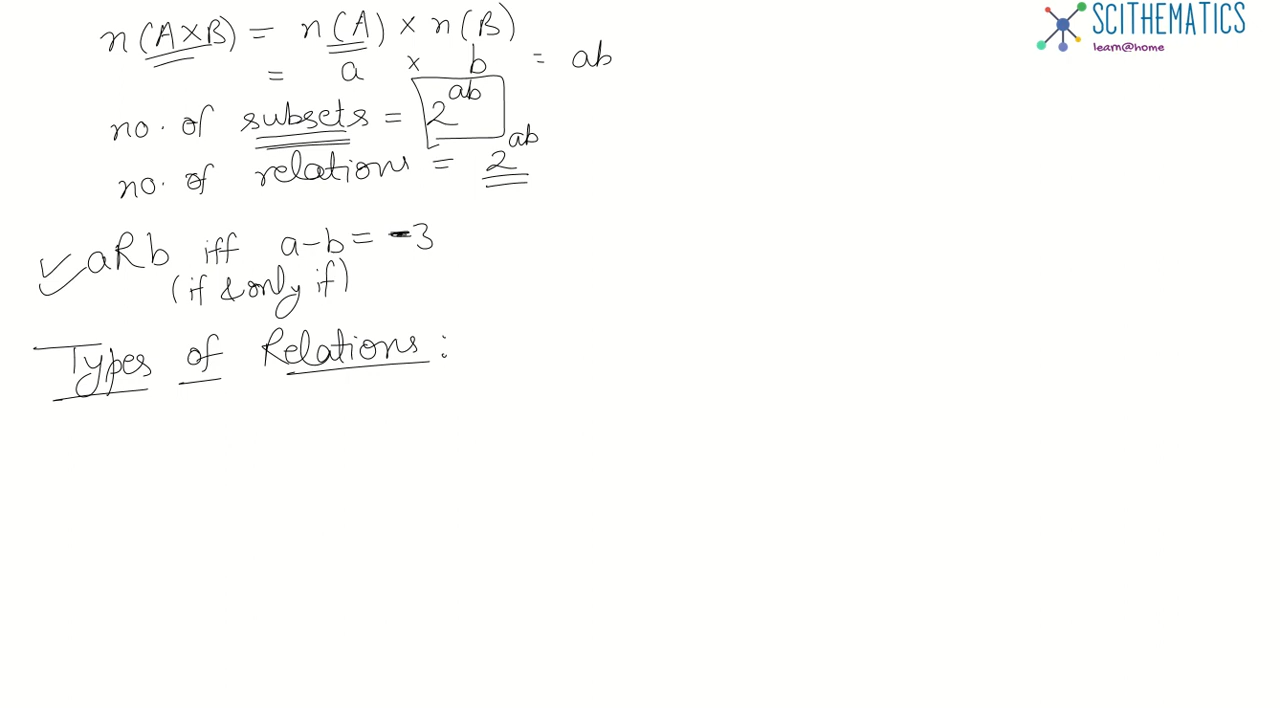 n(A×B) = n(A) × n(B)
= a × b = ab
no. of subsets = 2^ab
no. of relations = 2^ab
aRb iff a-b = -3
(if & only if)
Types of Relations :
SCITHEMATICS
learn@home